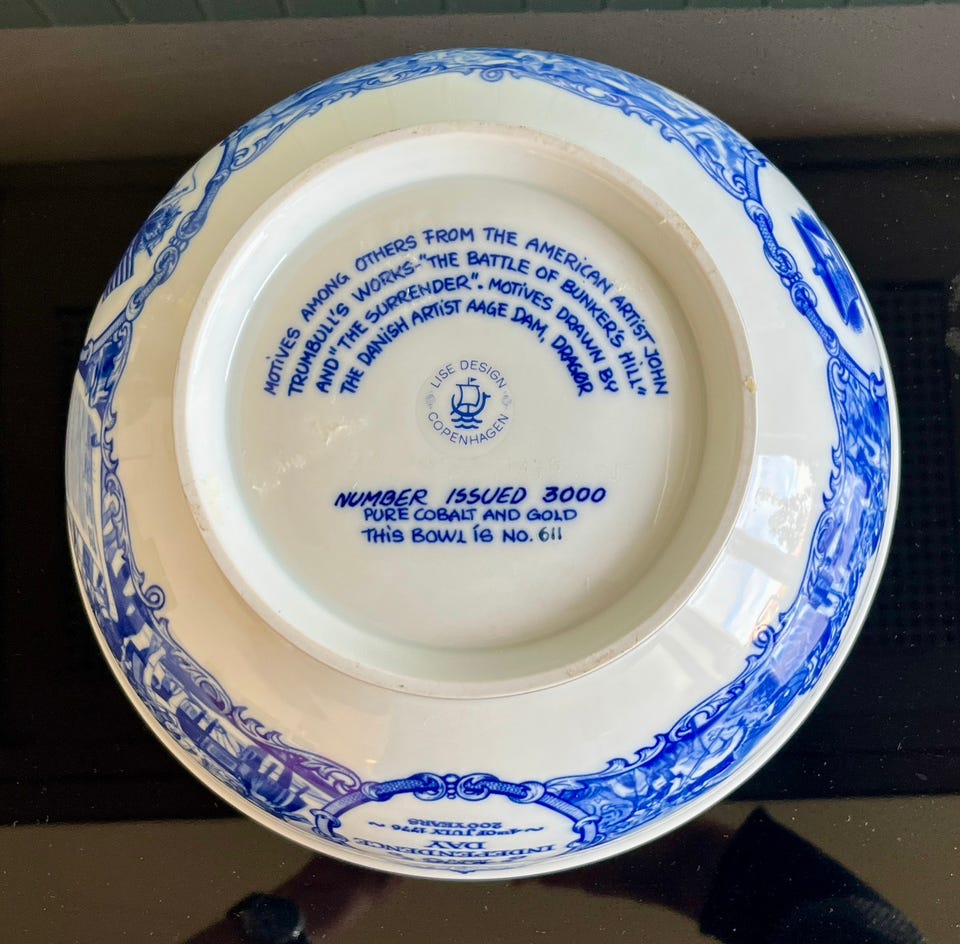 MOTIVES AMONG OTHERS FROM THE AMERICAN ARTIST JOHN
TRUMBULL'S WORKS-"THE BATTLE OF BUNKER'S HILL"
AND "THE SURRENDER". MOTIVES DRAWN BY
THE DANISH ARTIST AAGE DAM, DRAGØR
LISE DESIGN
COPENHAGEN
NUMBER ISSUED 3000
PURE COBALT AND GOLD
THIS BOWL IS NO. 611
INDEPENDENCE
DAY
~ 4TH OF JULY 1776 ~
200 YEARS